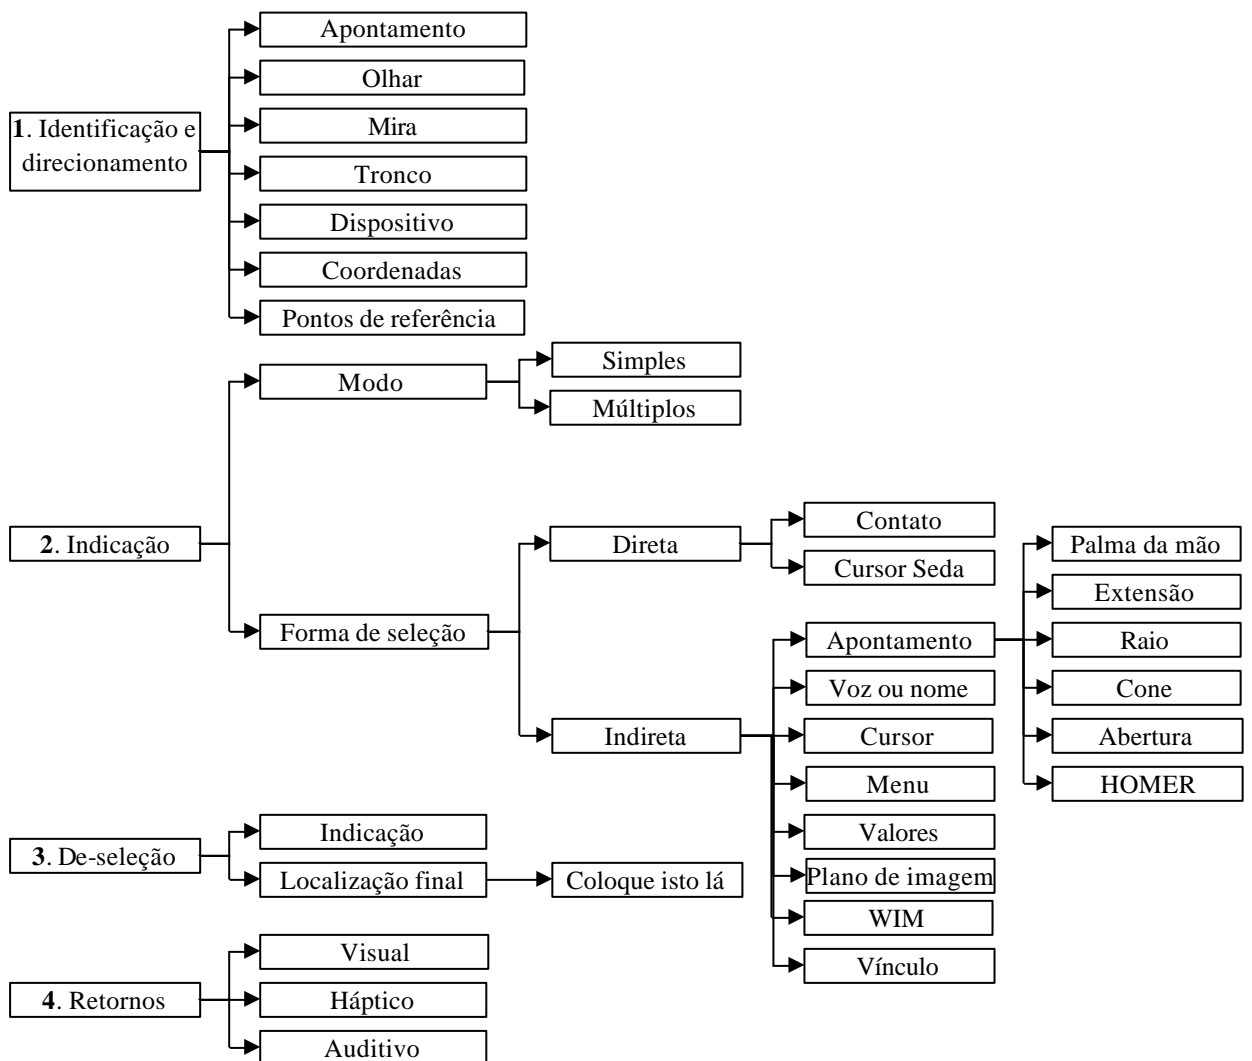 1. Identificação e
direcionamento
Apontamento
Olhar
Mira
Tronco
Dispositivo
Coordenadas
Pontos de referência
2. Indicação
Modo
Simples
Múltiplos
Forma de seleção
Direta
Contato
Cursor Seda
Indireta
Apontamento
Palma da mão
Extensão
Raio
Cone
Abertura
HOMER
Voz ou nome
Cursor
Menu
Valores
Plano de imagem
WIM
Vínculo
3. De-seleção
Indicação
Localização final
Coloque isto lá
4. Retornos
Visual
Háptico
Auditivo